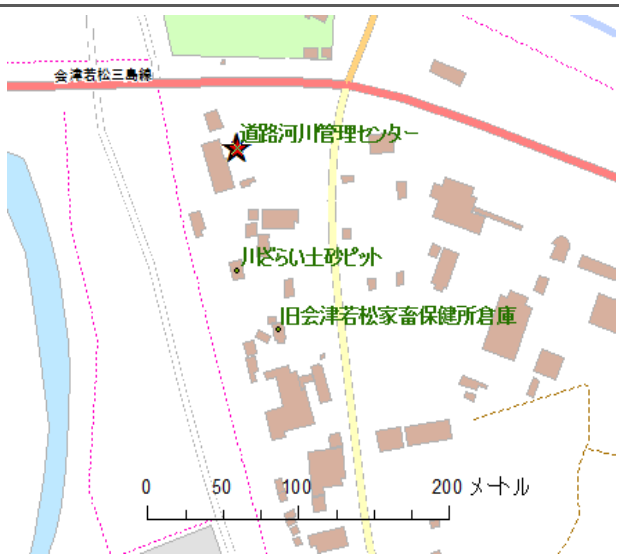 会津若松三島線
道路河川管理センター
川ざらい土砂ピット
旧会津若松家畜保健所倉庫
0 50 100 200 メートル